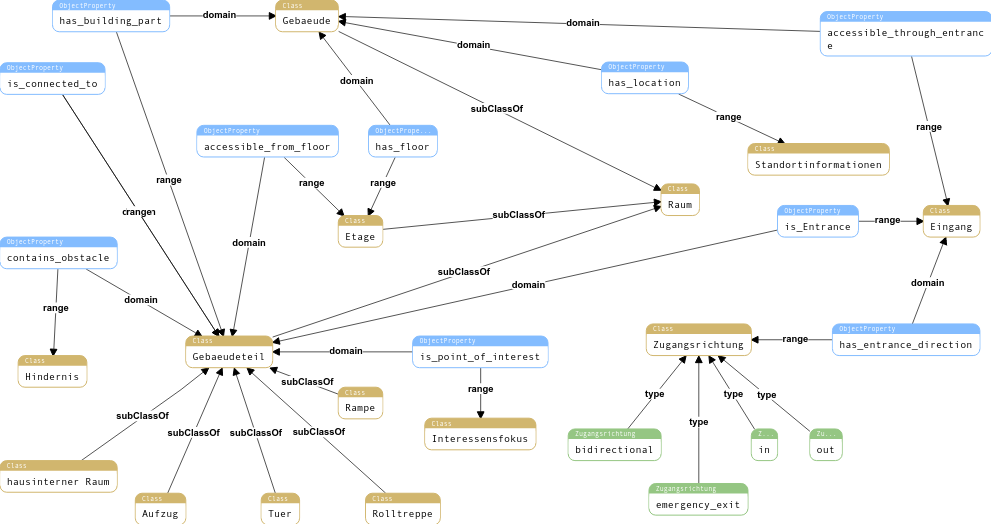 ObjectProperty
has_building_part
domain
Class
Gebaeude
domain
ObjectProperty
accessible_through_entranc
e
domain
ObjectProperty
is_connected_to
domain
ObjectProperty
has_location
subClassOf
range
range
ObjectProperty
accessible_from_floor
ObjectPrope...
has_floor
Class
Standortinformationen
range
range
range
Class
Raum
Class
Etage
subClassOf
ObjectProperty
is_Entrance
range
Class
Eingang
domain
ObjectProperty
contains_obstacle
subClassOf
domain
domain
domain
range
Class
Gebaeudeteil
domain
ObjectProperty
is_point_of_interest
Class
Zugangsrichtung
range
ObjectProperty
has_entrance_direction
Class
Hindernis
subClassOf
range
Class
Rampe
type
type
type
type
subClassOf
subClassOf
subClassOf
subClassOf
Class
Interessensfokus
Zugangsrichtung
bidirectional
Z...
in
Zu...
out
Class
hausinterner Raum
Zugangsrichtung
emergency_exit
Class
Aufzug
Class
Tuer
Class
Rolltreppe